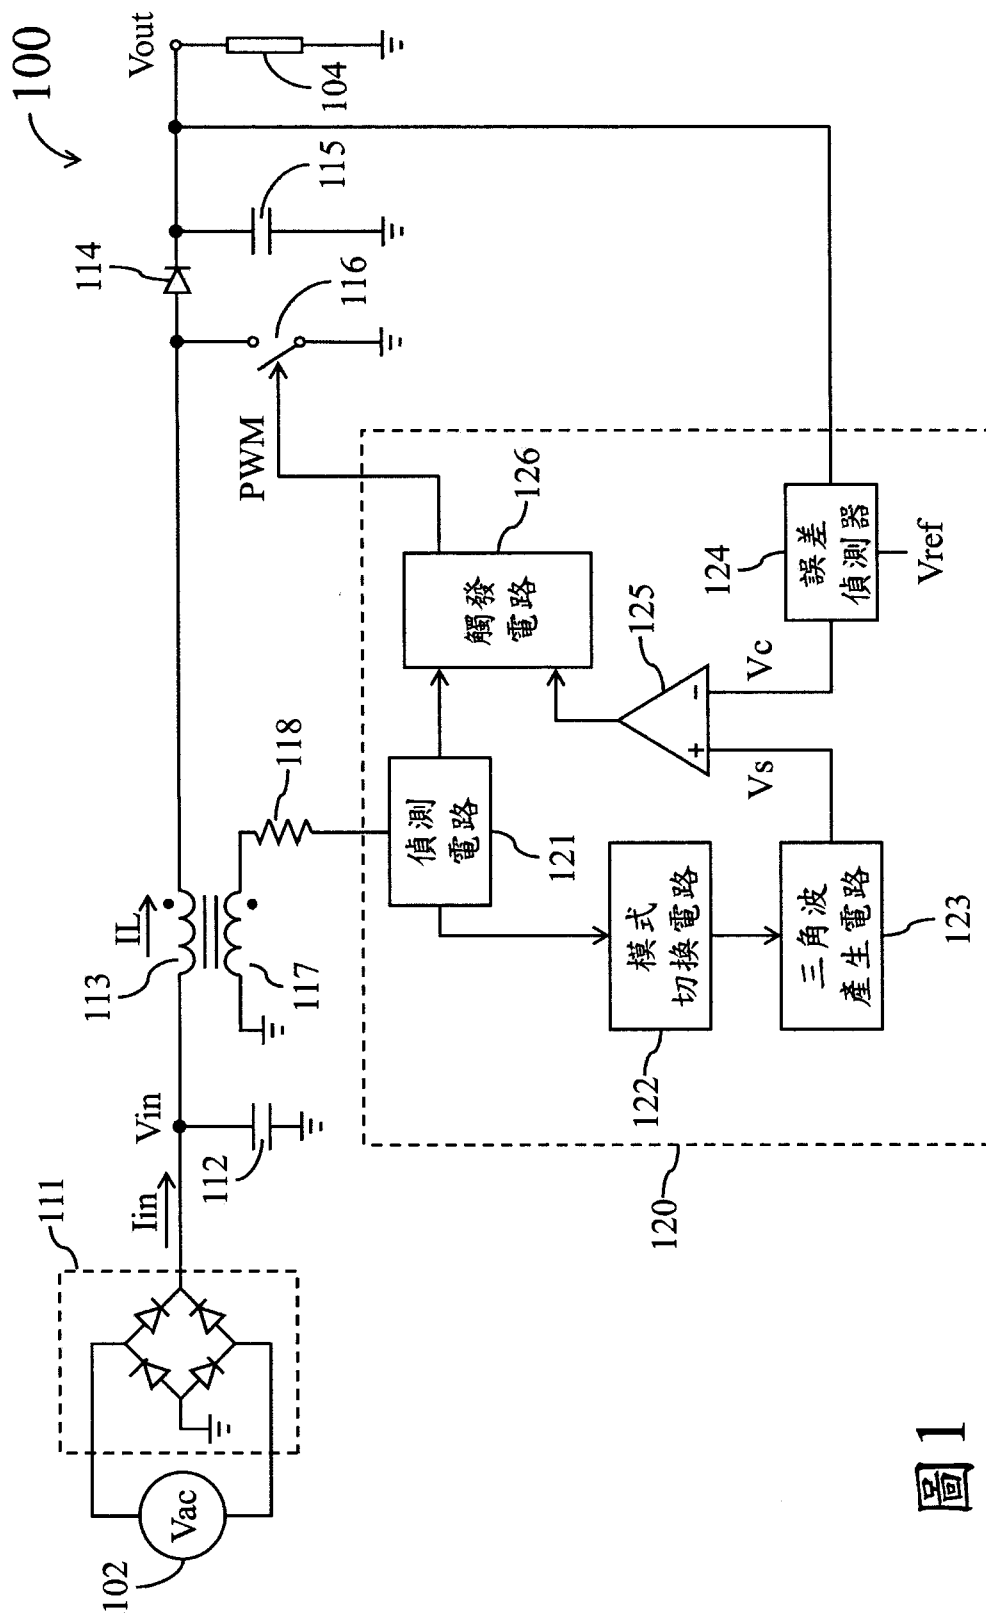 100
102
Vac
111
Iin
Vin
112
113
IL
117
118
114
115
116
Vout
104
PWM
120
偵測
電路
121
模式
切換電路
122
三角波
產生電路
123
觸發
電路
126
125
+
-
Vs
Vc
誤差
偵測器
124
Vref
圖1